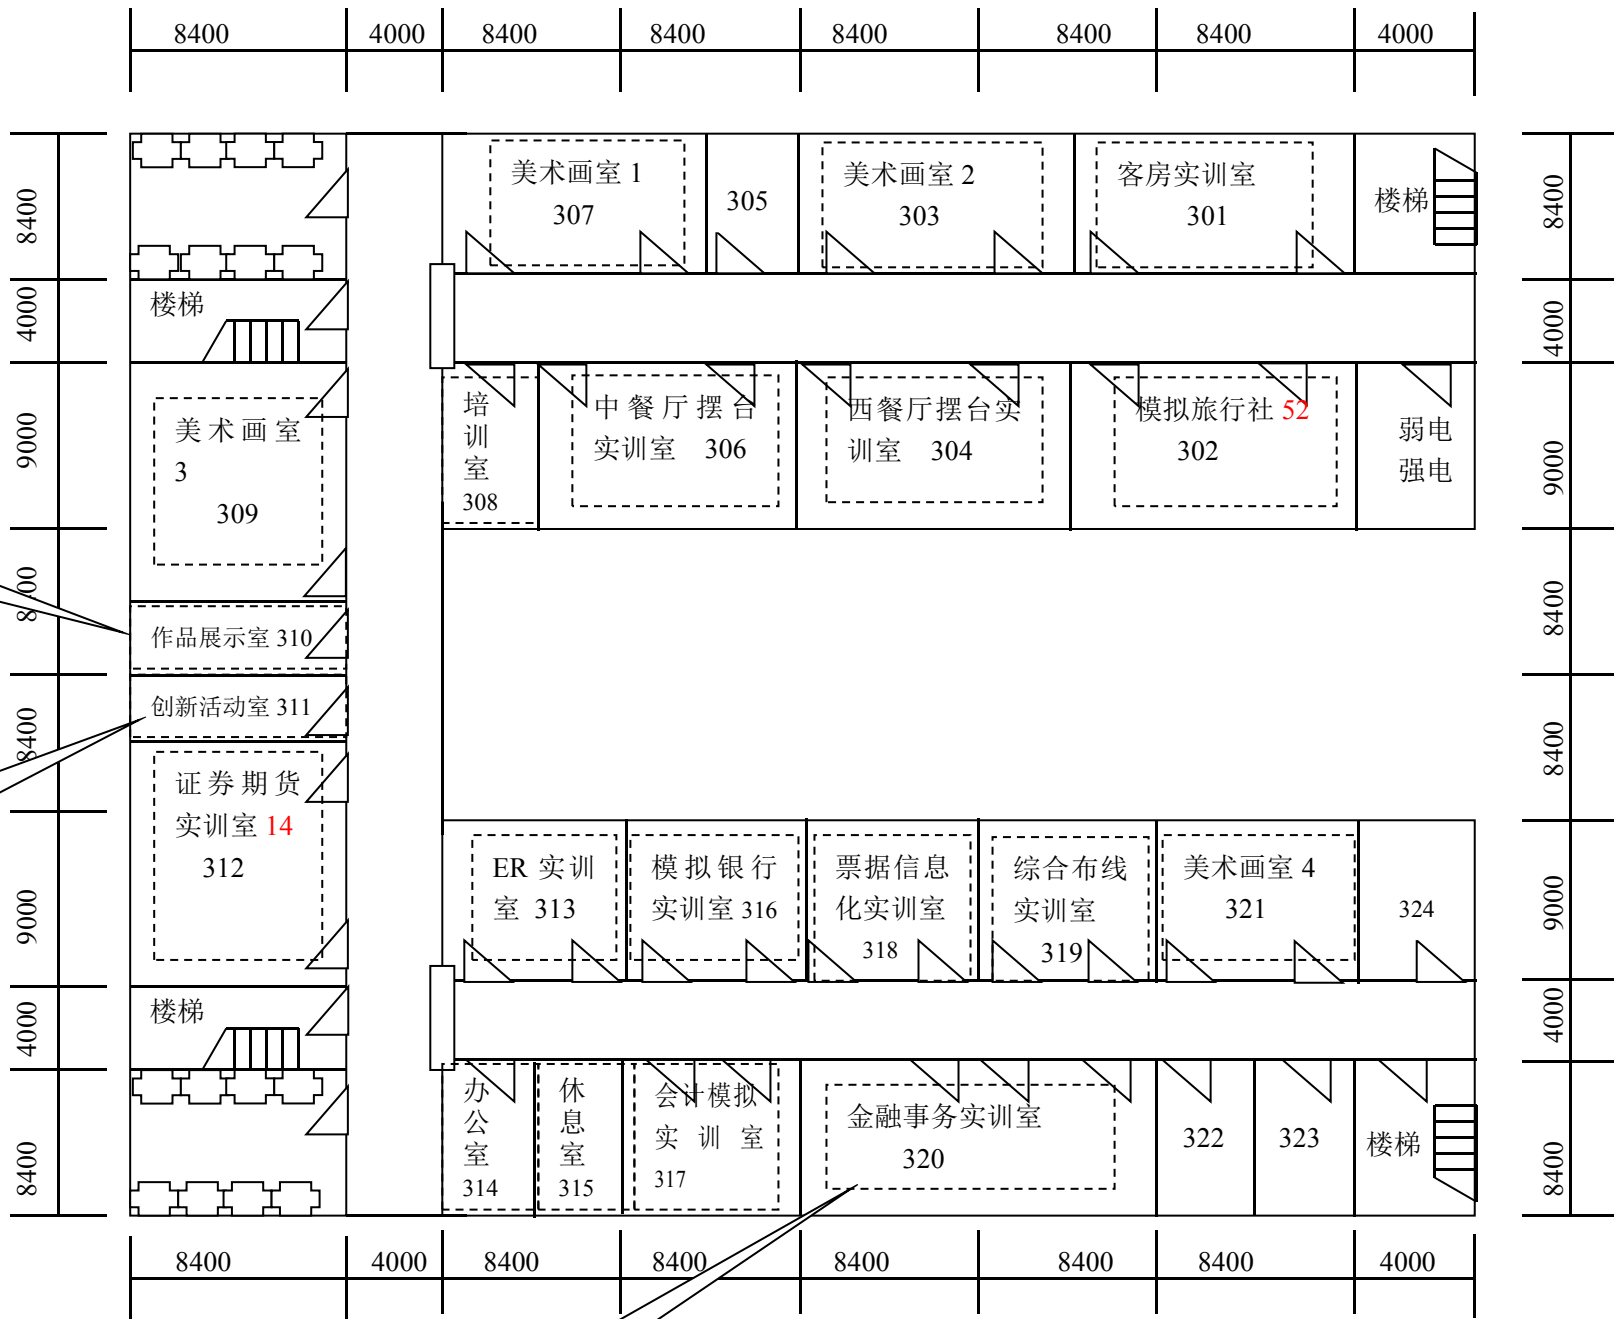 8400
4000
8400
8400
8400
8400
8400
4000
8400
4000
9000
8400
8400
9000
4000
8400
美术画室 1
307
305
美术画室 2
303
客房实训室
301
楼梯
楼梯
培
训
室
308
中餐厅摆台
实训室 306
西餐厅摆台实
训室 304
模拟旅行社 52
302
弱电
强电
美术画室
3
309
作品展示室 310
创新活动室 311
证券期货
实训室 14
312
ER 实训
室 313
模拟银行
实训室 316
票据信息
化实训室
318
综合布线
实训室
319
美术画室 4
321
324
楼梯
办
公
室
314
休
息
室
315
会计模拟
实训室
317
金融事务实训室
320
322
323
楼梯
8400
4000
9000
8400
8400
9000
4000
8400
8400
4000
8400
8400
8400
8400
8400
4000